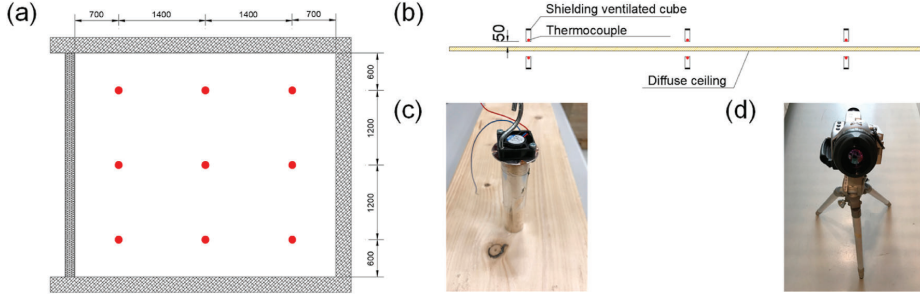 (a)
700
1400
1400
700
600
1200
1200
600
(b)
Shielding ventilated cube
Thermocouple
50
Diffuse ceiling
(c)
(d)